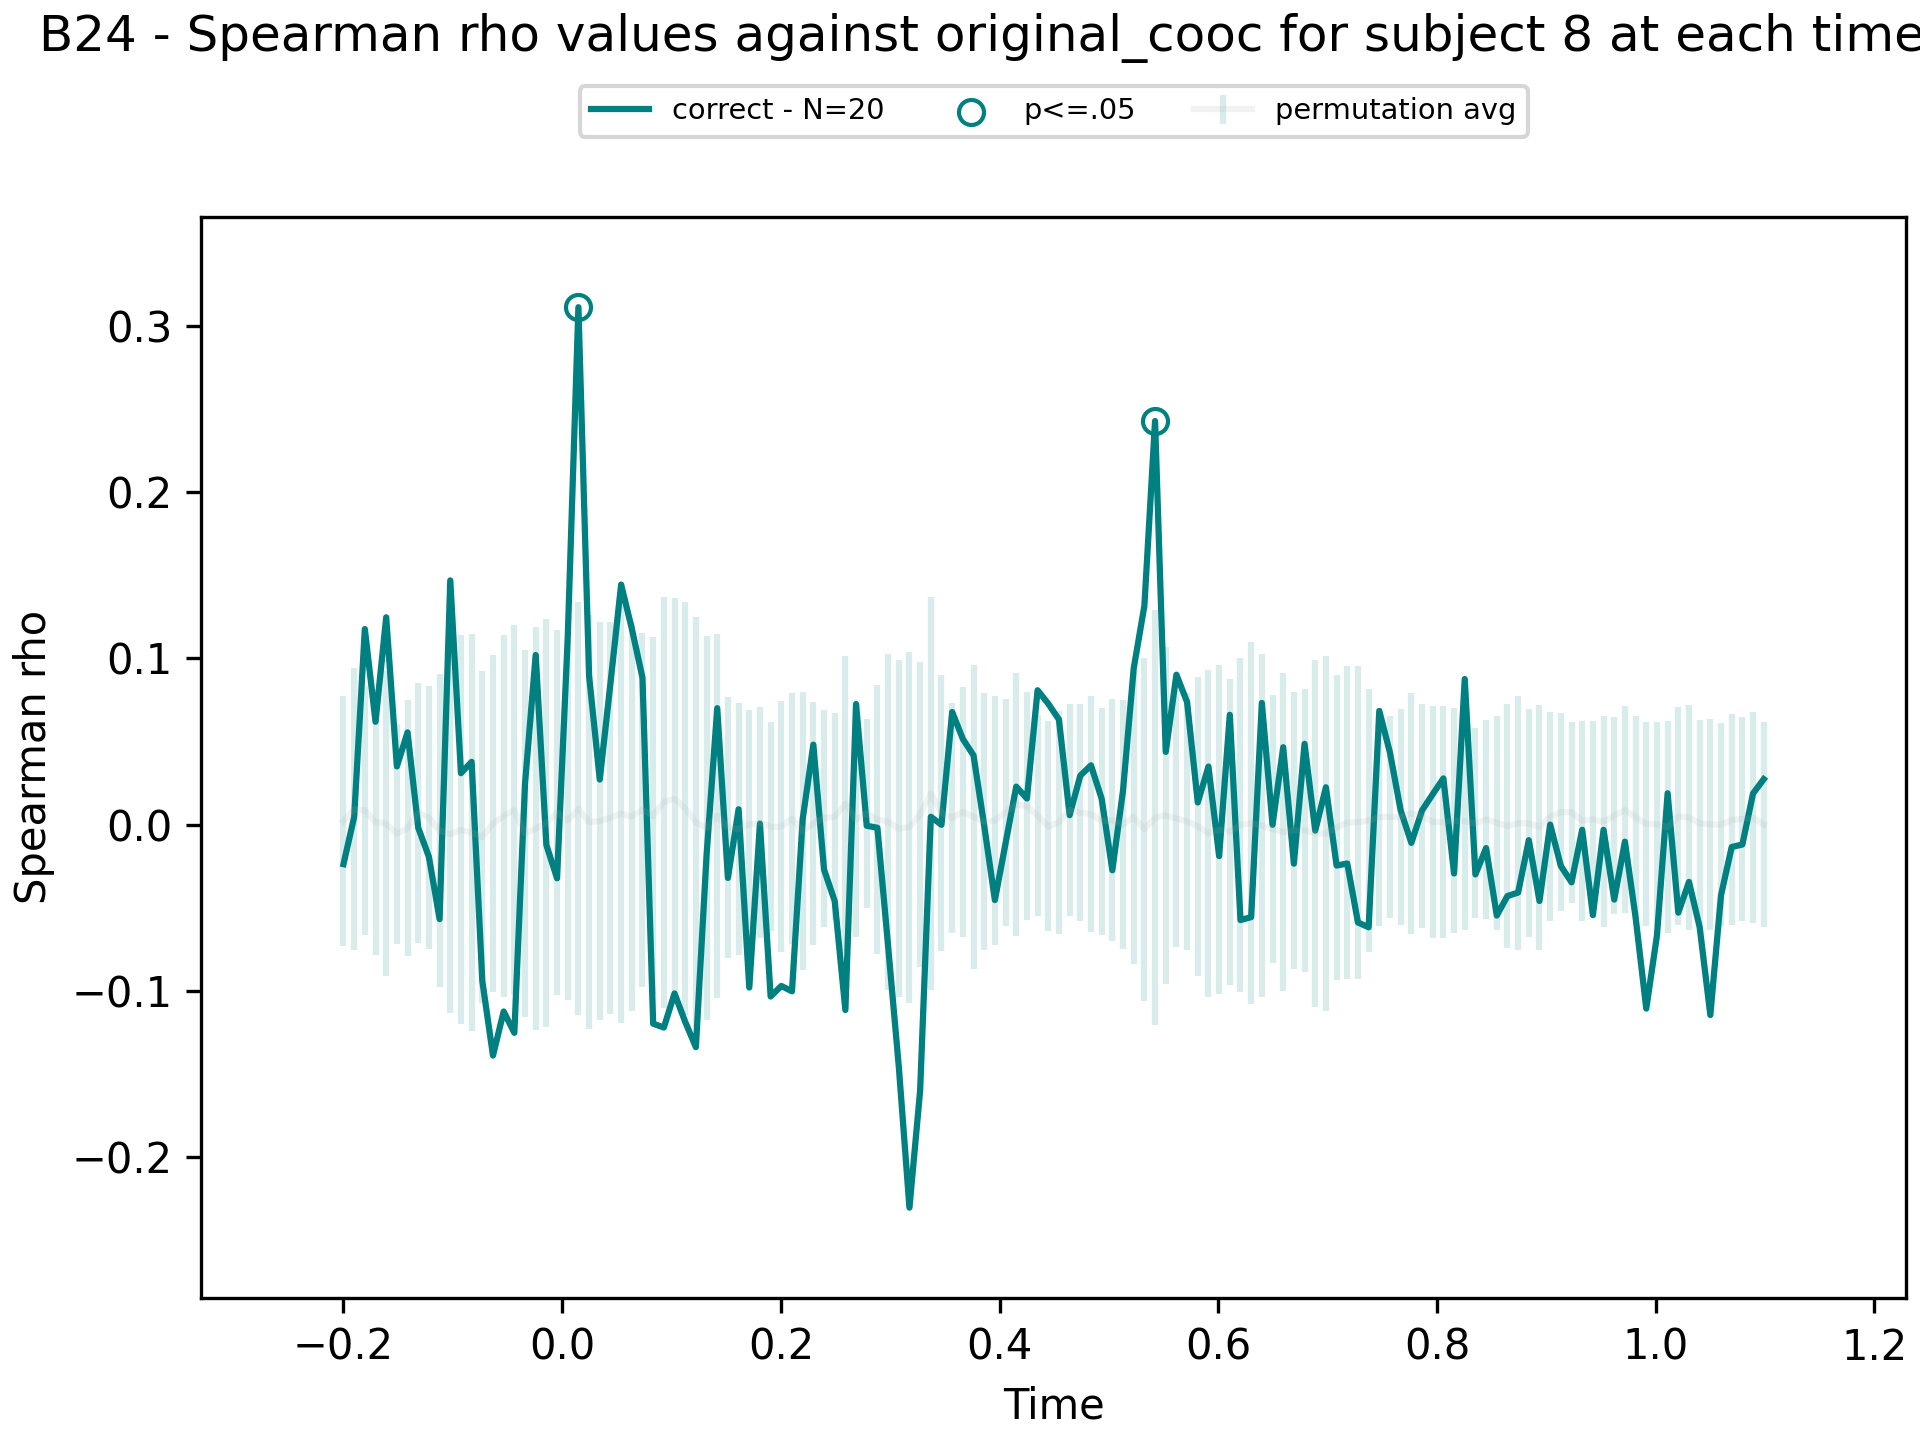 B24 - Spearman rho values against original_cooc for subject 8 at each time
correct - N=20 p<=.05 permutation avg
0.3
0.2
0.1
0.0
−0.1
−0.2
Spearman rho
−0.2 0.0 0.2 0.4 0.6 0.8 1.0 1.2
Time